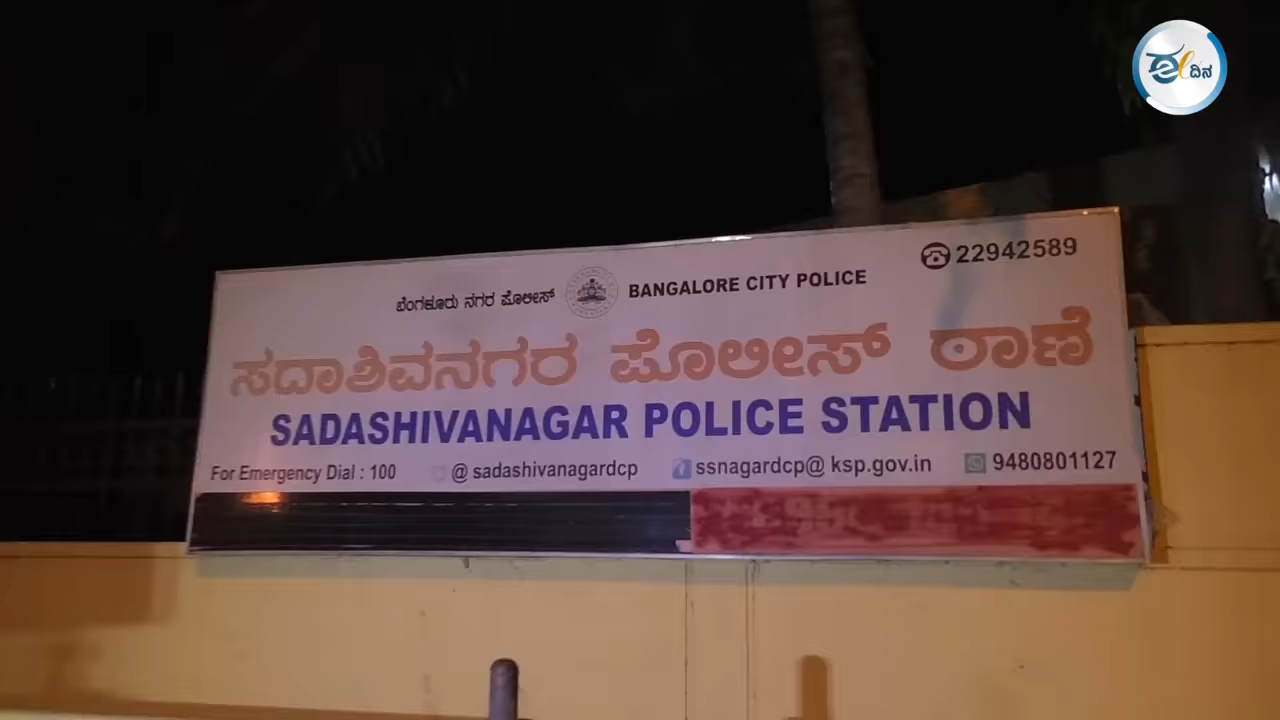 ಈದಿನ
22942589
ಬೆಂಗಳೂರು ನಗರ ಪೊಲೀಸ್ BANGALORE CITY POLICE
ಸದಾಶಿವನಗರ ಪೊಲೀಸ್ ಠಾಣೆ
SADASHIVANAGAR POLICE STATION
For Emergency Dial : 100 @ sadashivanagardcp ssnagardcp@ ksp.gov.in 9480801127